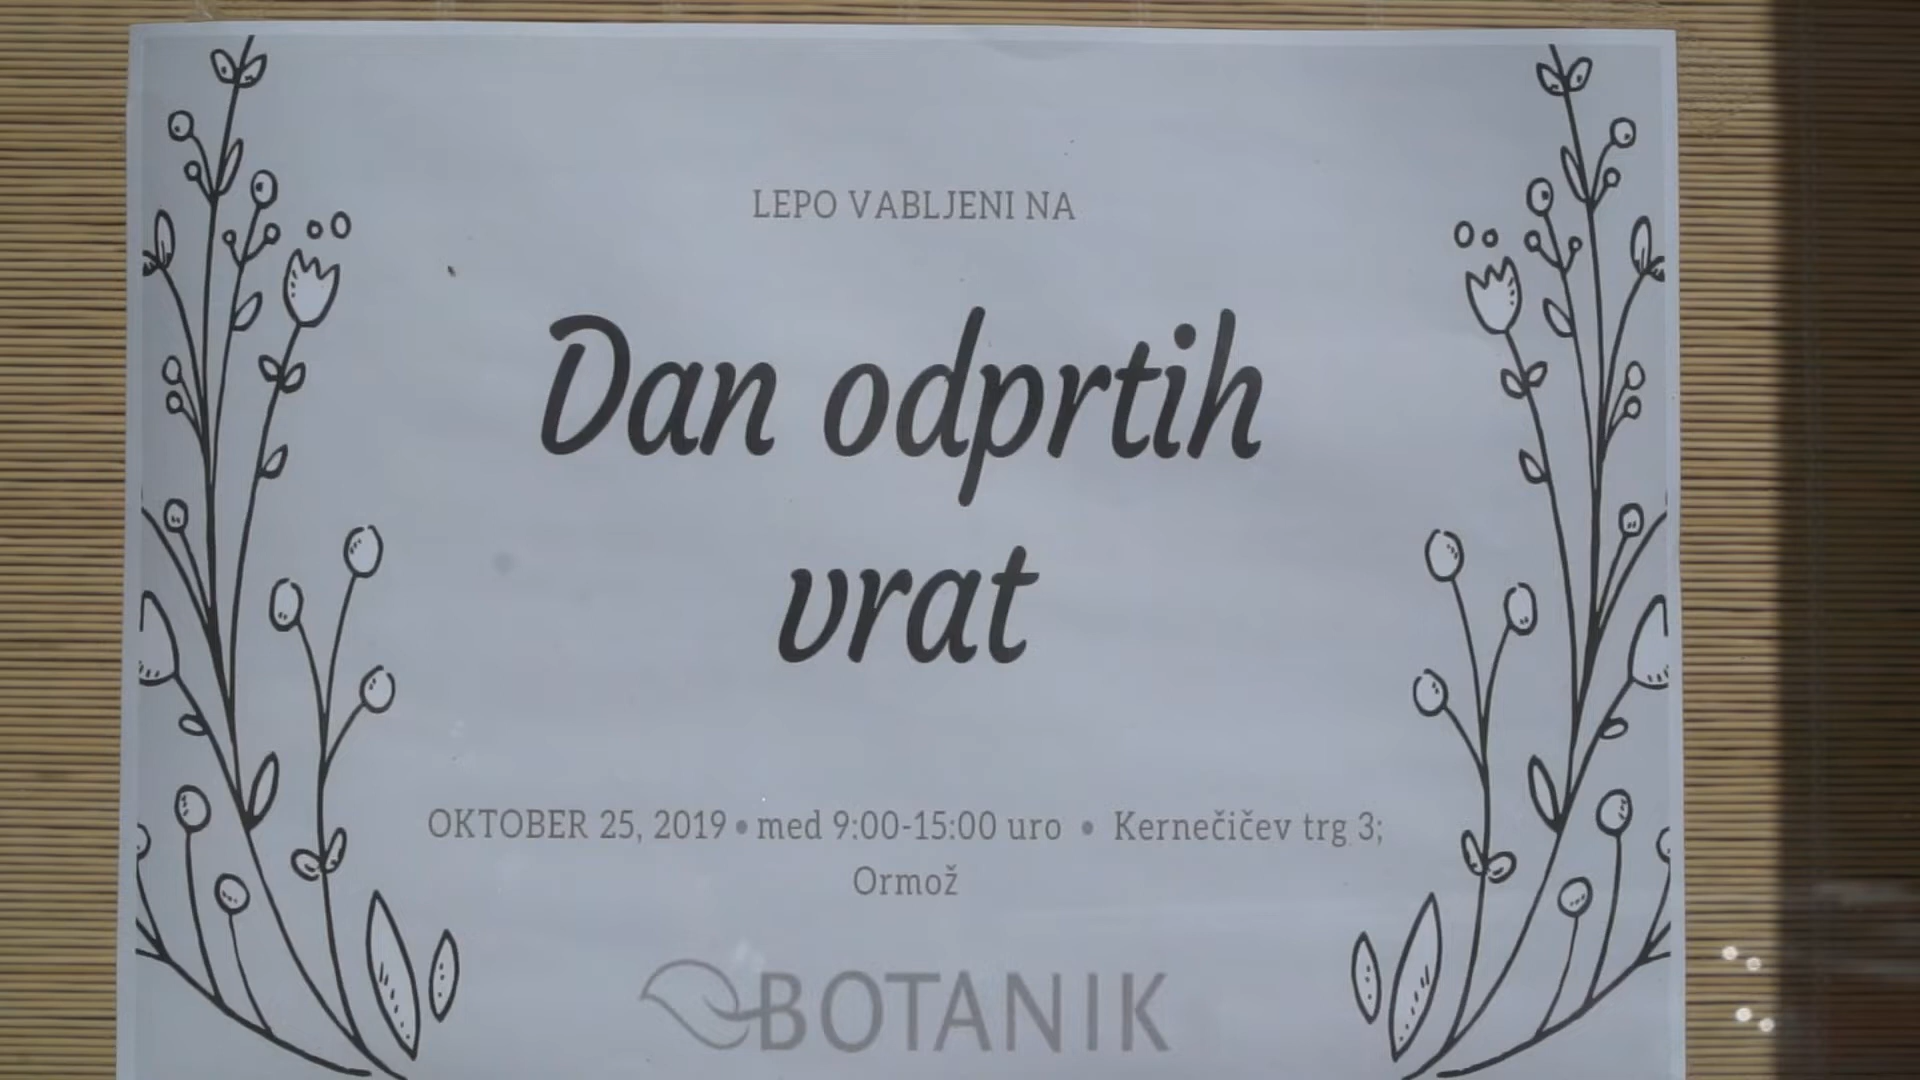 LEPO VABLJENI NA
Dan odprtih
vrat
OKTOBER 25, 2019 • med 9:00-15:00 uro • Kernečičev trg 3;
Ormož
BOTANIK